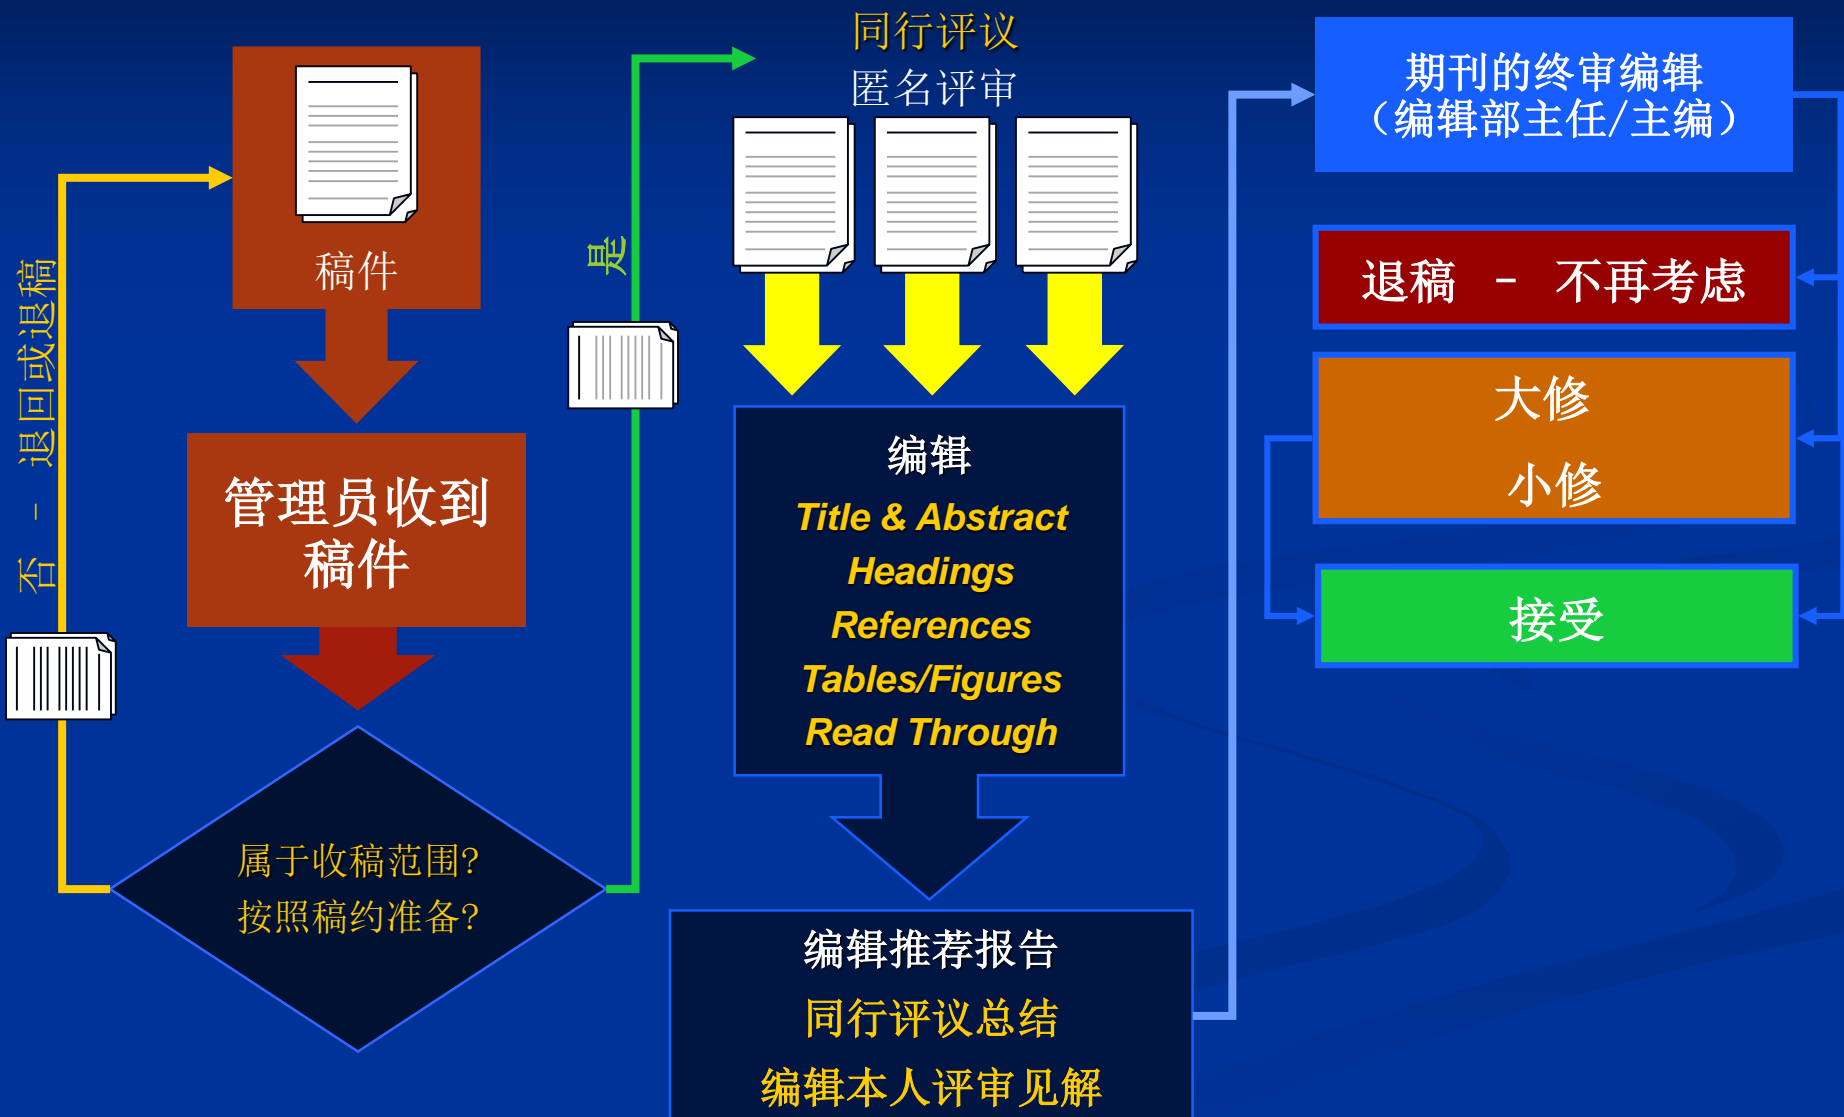 稿件
管理员收到
稿件
属于收稿范围?
按照稿约准备?
否 - 退回或退稿
是
同行评议
匿名评审
编辑
Title & Abstract
Headings
References
Tables/Figures
Read Through
编辑推荐报告
同行评议总结
编辑本人评审见解
期刊的终审编辑
（编辑部主任/主编）
退稿 - 不再考虑
大修
小修
接受